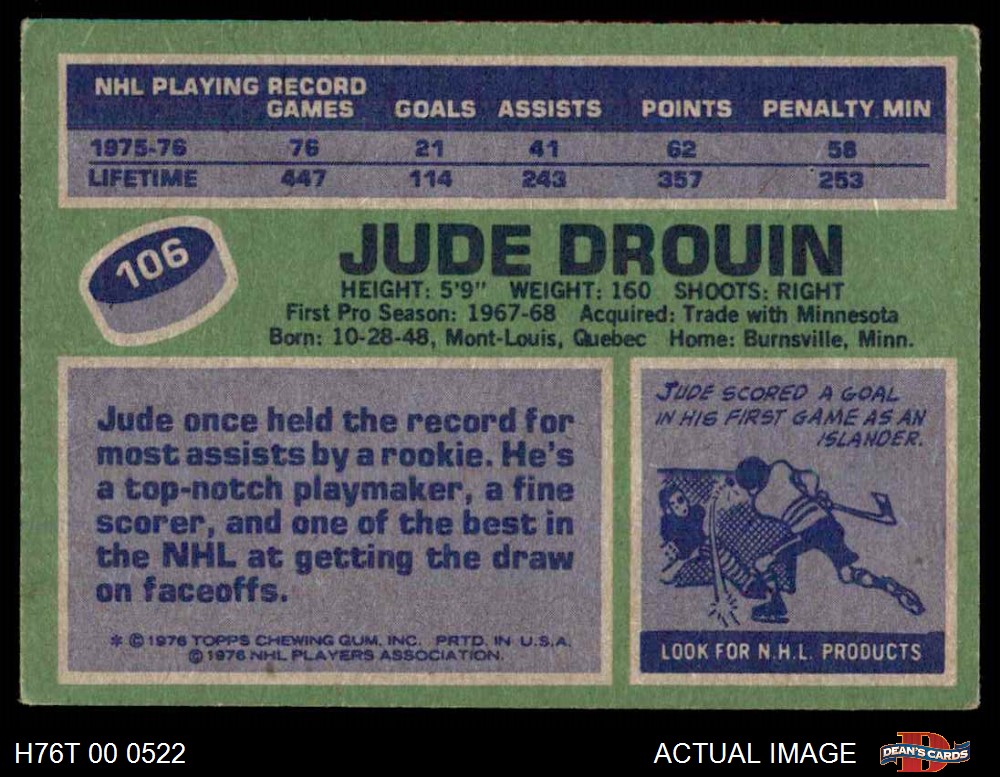 NHL PLAYING RECORD
GAMES GOALS ASSISTS POINTS PENALTY MIN
1975-76 76 21 41 62 58
LIFETIME 447 114 243 357 253
106
JUDE DROUIN
HEIGHT: 5'9" WEIGHT: 160 SHOOTS: RIGHT
First Pro Season: 1967-68 Acquired: Trade with Minnesota
Born: 10-28-48, Mont-Louis, Quebec Home: Burnsville, Minn.
Jude once held the record for
most assists by a rookie. He's
a top-notch playmaker, a fine
scorer, and one of the best in
the NHL at getting the draw
on faceoffs.
* © 1976 TOPPS CHEWING GUM, INC. PRTD. IN U.S.A.
© 1976 NHL PLAYERS ASSOCIATION.
JUDE SCORED A GOAL
IN HIS FIRST GAME AS AN
ISLANDER.
LOOK FOR N.H.L. PRODUCTS
H76T 00 0522
ACTUAL IMAGE
DEAN'S CARDS